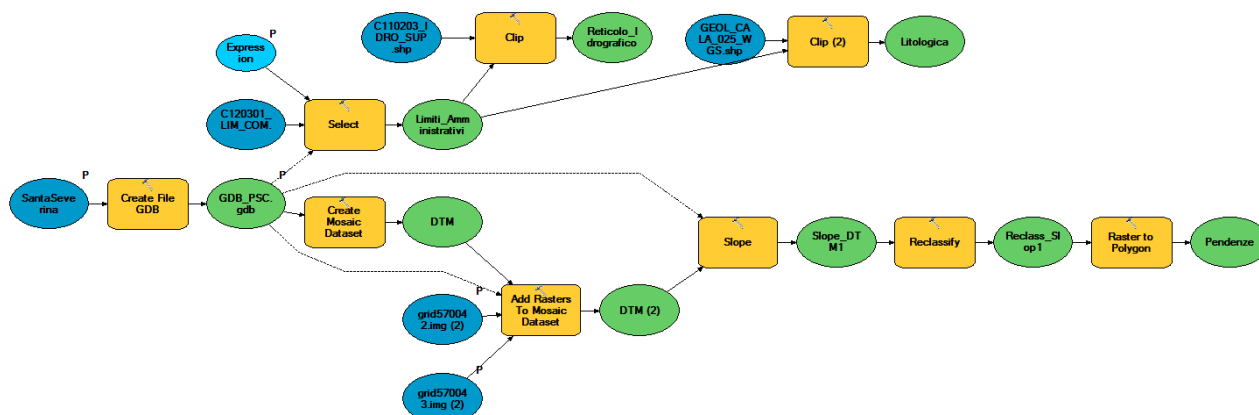 P
Express
ion
C110203_I
DRO_SUP
.shp
Clip
Reticolo_I
drografico
GEOL_CA
LA_025_W
GS.shp
Clip (2)
Litologica
C120301_
LIM_COM.
Select
Limiti_Amm
inistrativi
P
SantaSeve
rina
Create File
GDB
P
GDB_PSC.
gdb
Create
Mosaic
Dataset
DTM
Slope
Slope_DT
M1
Reclassify
Reclass_Sl
op1
Raster to
Polygon
Pendenze
P
grid57004
2.img (2)
Add Rasters
To Mosaic
Dataset
DTM (2)
P
grid57004
3.img (2)